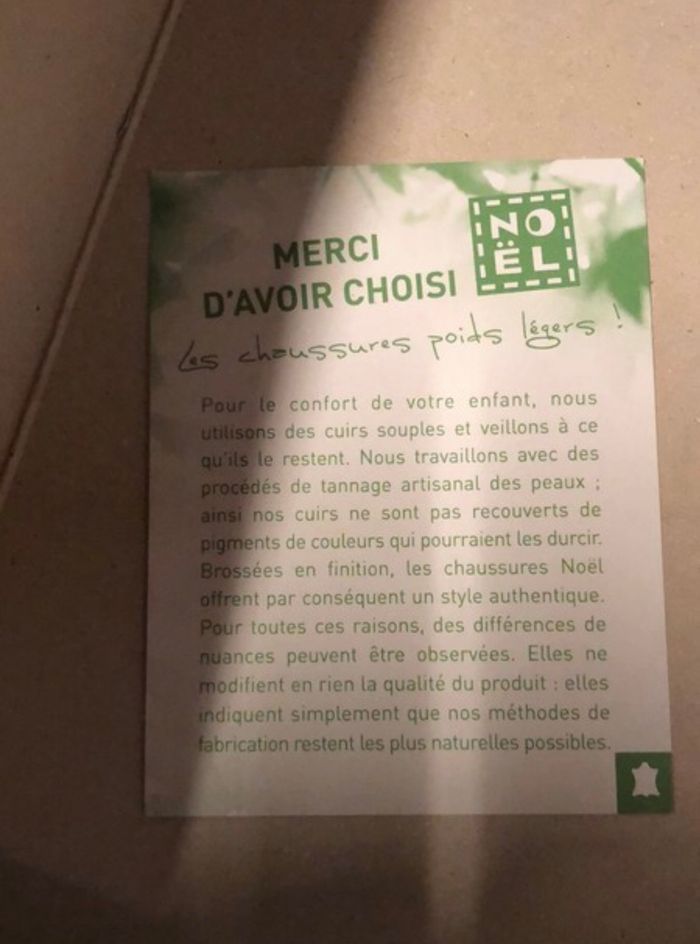 MERCI
D'AVOIR CHOISI
NO
ËL
Les chaussures poids légers !
Pour le confort de votre enfant, nous
utilisons des cuirs souples et veillons à ce
qu'ils le restent. Nous travaillons avec des
procédés de tannage artisanal des peaux ;
ainsi nos cuirs ne sont pas recouverts de
pigments de couleurs qui pourraient les durcir.
Brossées en finition, les chaussures Noël
offrent par conséquent un style authentique.
Pour toutes ces raisons, des différences de
nuances peuvent être observées. Elles ne
modifient en rien la qualité du produit : elles
indiquent simplement que nos méthodes de
fabrication restent les plus naturelles possibles.